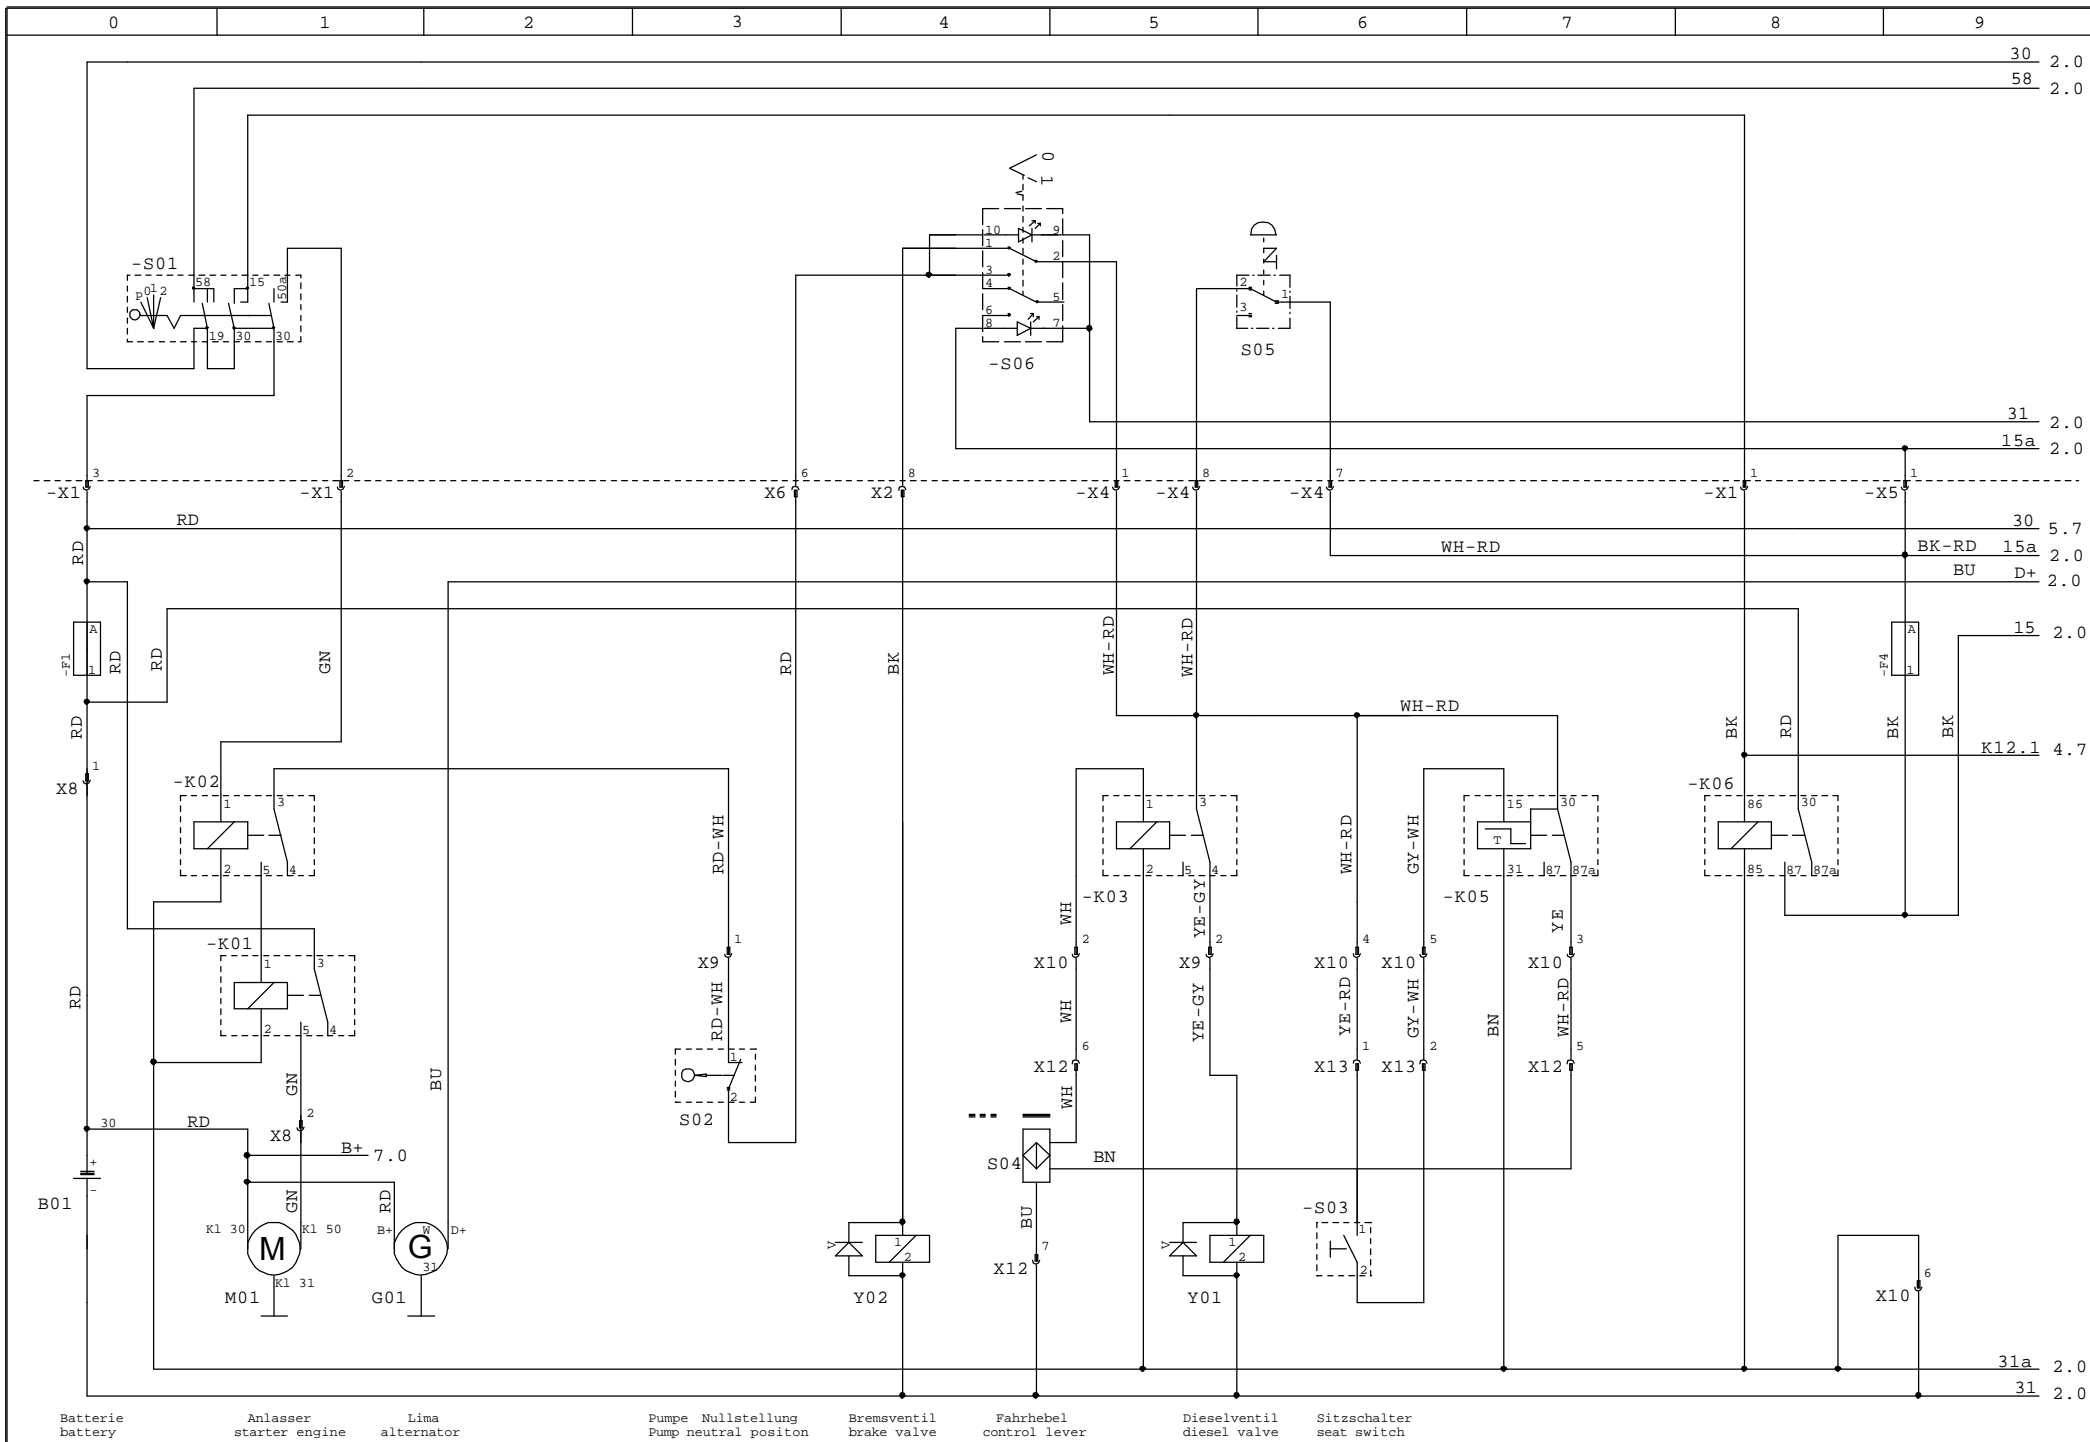 0 1 2 3 4 5 6 7 8 9
30 2.0
58 2.0
0 1
-S01
58 15 50a
P 0 1 2
19 30 30
10 9
1 2
3
4 5
6
8 7
-S06
2 1
3
S05
31 2.0
15a 2.0
3 2 6 8 1 8 7 1 1
-X1 -X1 X6 X2 -X4 -X4 -X4 -X1 -X5
RD 30 5.7
RD WH-RD BK-RD 15a 2.0
BU D+ 2.0
A A
-F1 RD RD GN RD BK WH-RD WH-RD -F4 15 2.0
1 1
RD WH-RD BK RD BK BK
K12.1 4.7
1
X8
-K02 -K06
1 3 1 3 15 30 86 30
RD-WH WH-RD GY-WH T
2 5 4 2 5 4 31 87 87a 85 87 87a
-K03 -K05
WH YE-GY YE
-K01
1 2 2 4 5 3
X9 X10 X9 X10 X10 X10
1 3
RD RD-WH WH YE-GY YE-RD GY-WH BN WH-RD
2 5 4
6 1 2 5
1
X12 X13 X13 X12
GN BU 2 WH
S02
30 RD 2
X8
B+ 7.0
+
-
B01
S04 BN
GN RD BU
-S03
Kl 30 Kl 50 B+ W D+
M G
31
Kl 31
M01 G01
V 1 2
Y02
7
X12
V 1 2
Y01
1
2
6
X10
31a 2.0
31 2.0
Batterie Anlasser Lima Pumpe Nullstellung Bremsventil Fahrhebel Dieselventil Sitzschalter
battery starter engine alternator Pump neutral positon brake valve control lever diesel valve seat switch